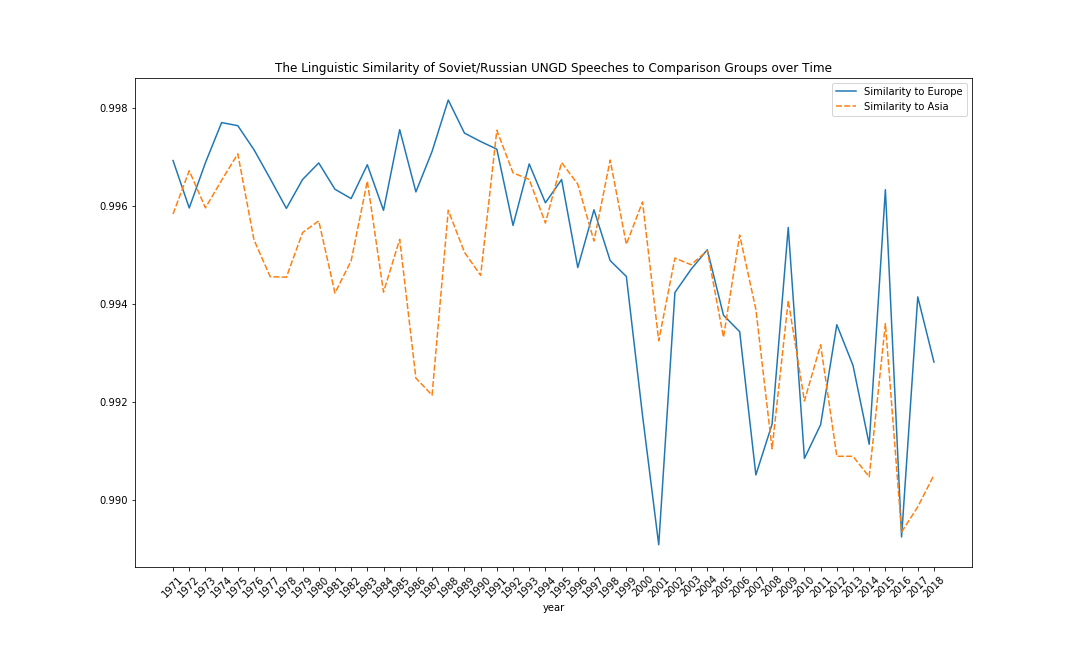 The Linguistic Similarity of Soviet/Russian UNGD Speeches to Comparison Groups over Time
Similarity to Europe
Similarity to Asia
0.998
0.996
0.994
0.992
0.990
1971 1972 1973 1974 1975 1976 1977 1978 1979 1980 1981 1982 1983 1984 1985 1986 1987 1988 1989 1990 1991 1992 1993 1994 1995 1996 1997 1998 1999 2000 2001 2002 2003 2004 2005 2006 2007 2008 2009 2010 2011 2012 2013 2014 2015 2016 2017 2018
year